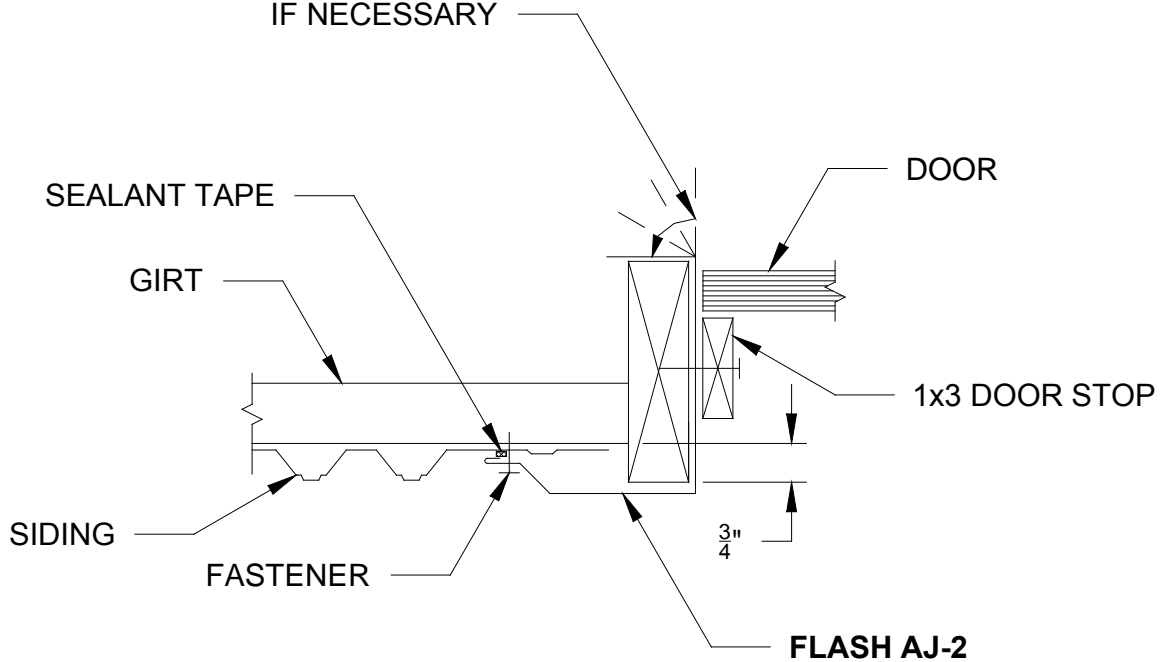 IF NECESSARY
DOOR
SEALANT TAPE
GIRT
1x3 DOOR STOP
SIDING
3/4"
FASTENER
FLASH AJ-2